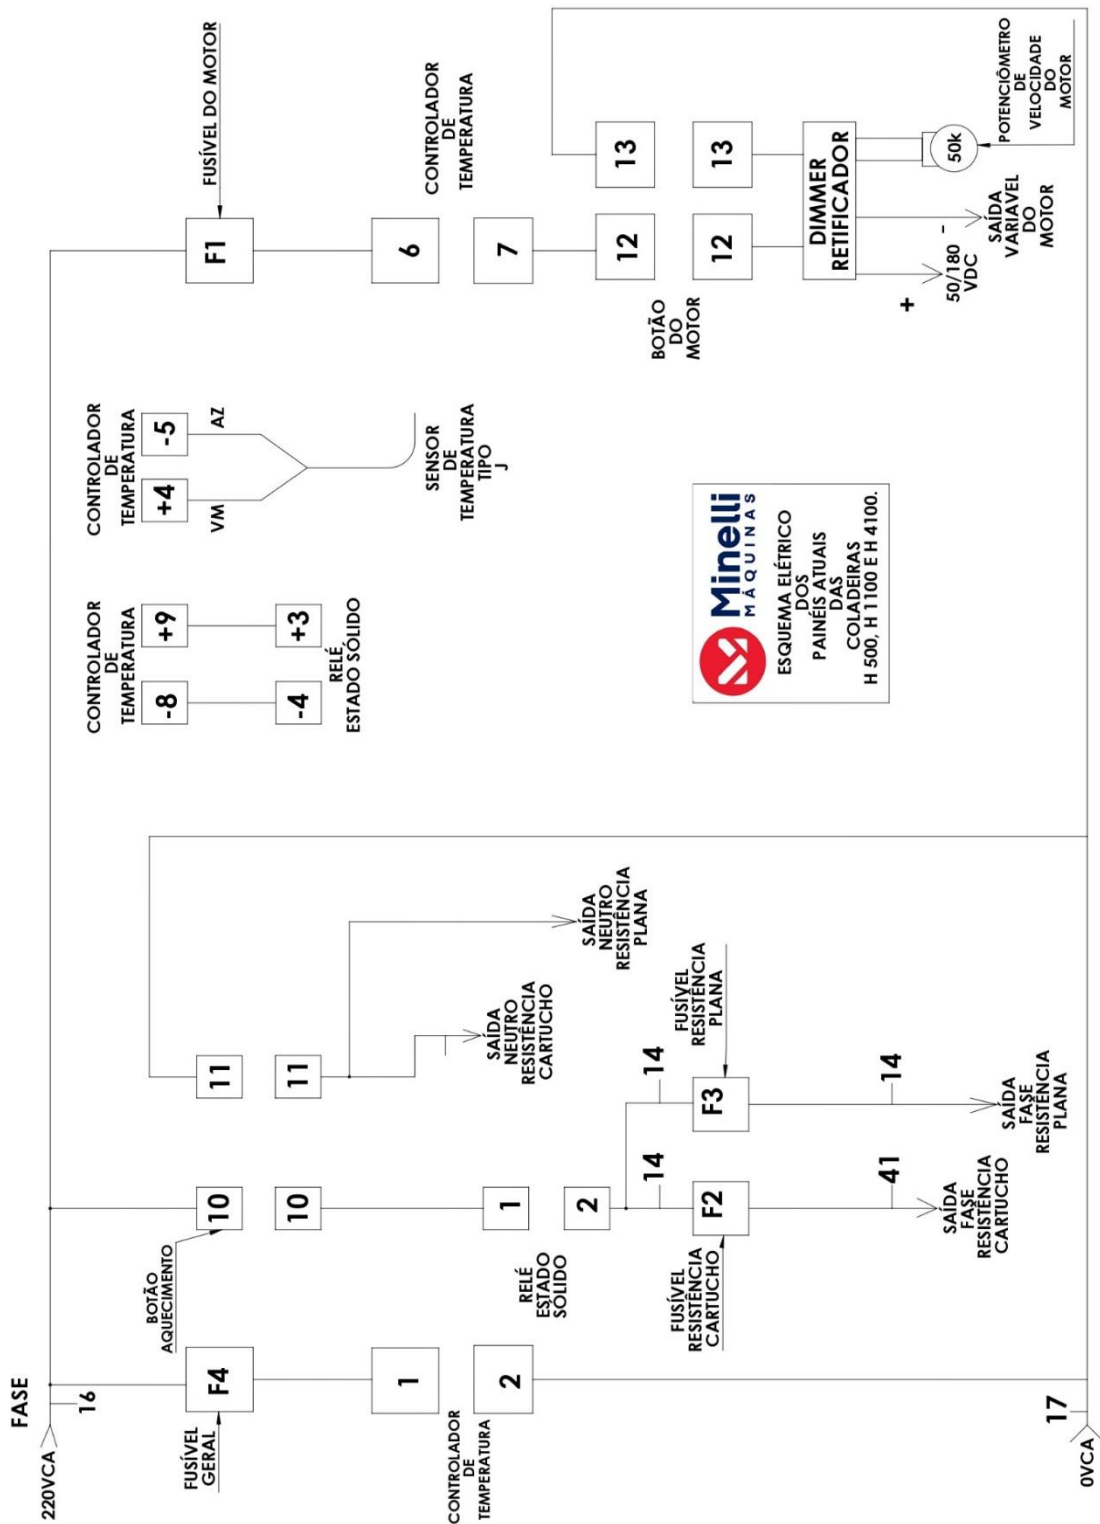 FASE
220VCA
16
FUSÍVEL
GERAL
F4
1
2
CONTROLADOR
DE
TEMPERATURA
17
0VCA
BOTÃO
AQUECIMENTO
10
10
11
11
1
2
RELÉ
ESTADO
SÓLIDO
14
14
FUSÍVEL
RESISTÊNCIA
CARTUCHO
F2
F3
FUSÍVEL
RESISTÊNCIA
PLANA
41
14
SAÍDA
FASE
RESISTÊNCIA
CARTUCHO
SAÍDA
FASE
RESISTÊNCIA
PLANA
SAÍDA
NEUTRO
RESISTÊNCIA
CARTUCHO
SAÍDA
NEUTRO
RESISTÊNCIA
PLANA
CONTROLADOR
DE
TEMPERATURA
-8
+9
-4
+3
RELÉ
ESTADO SÓLIDO
CONTROLADOR
DE
TEMPERATURA
+4
-5
VM
AZ
SENSOR
DE
TEMPERATURA
TIPO
J
Minelli
MÁQUINAS
ESQUEMA ELÉTRICO
DOS
PAINÉIS ATUAIS
DAS
COLADEIRAS
H 500, H 1100 E H 4100.
FUSÍVEL DO MOTOR
F1
6
7
CONTROLADOR
DE
TEMPERATURA
12
13
BOTÃO
DO
MOTOR
12
13
DIMMER
RETIFICADOR
+
-
50/180
VDC
SAÍDA
VARIAVEL
DO
MOTOR
50k
POTENCIÔMETRO
DE
VELOCIDADE
DO
MOTOR